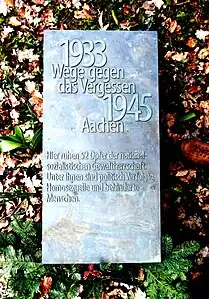 1933
Wege gegen
das Vergessen
1945
Aachen
Hier ruhen 52 Opfer der national-
sozialistischen Gewaltherrschaft.
Unter ihnen sind politisch Verfolgte,
Homosexuelle und behinderte
Menschen.